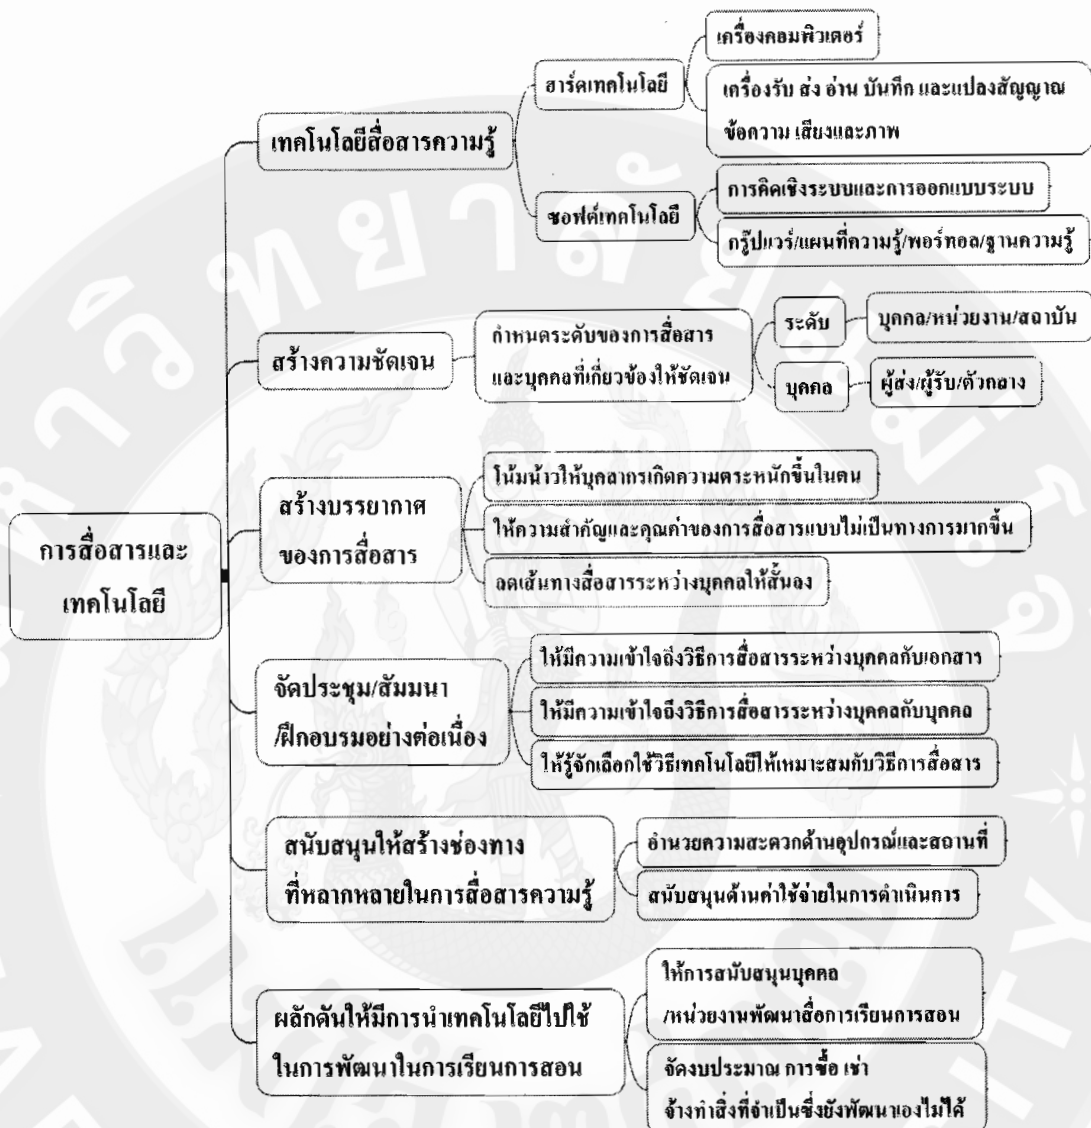 เครื่องคอมพิวเตอร์
ฮาร์ดเทคโนโลยี
เครื่องรับ ส่ง อ่าน บันทึก และแปลงสัญญาณ
ข้อความ เสียงและภาพ
เทคโนโลยีสื่อสารความรู้
การคิดเชิงระบบและการออกแบบระบบ
ซอฟต์เทคโนโลยี
กรุ๊ปแวร์/แผนที่ความรู้/พอร์ทอล/ฐานความรู้
สร้างความชัดเจน
กำหนดระดับของการสื่อสาร
และบุคคลที่เกี่ยวข้องให้ชัดเจน
ระดับ
บุคคล/หน่วยงาน/สถาบัน
บุคคล
ผู้ส่ง/ผู้รับ/ตัวกลาง
การสื่อสารและ
เทคโนโลยี
สร้างบรรยากาศ
ของการสื่อสาร
โน้มน้าวให้บุคลากรเกิดความตระหนักขึ้นในตน
ให้ความสำคัญและคุณค่าของการสื่อสารแบบไม่เป็นทางการมากขึ้น
ลดเส้นทางสื่อสารระหว่างบุคคลให้สั้นลง
จัดประชุม/สัมมนา
/ฝึกอบรมอย่างต่อเนื่อง
ให้มีความเข้าใจถึงวิธีการสื่อสารระหว่างบุคคลกับเอกสาร
ให้มีความเข้าใจถึงวิธีการสื่อสารระหว่างบุคคลกับบุคคล
ให้รู้จักเลือกใช้วิธีเทคโนโลยีให้เหมาะสมกับวิธีการสื่อสาร
สนับสนุนให้สร้างช่องทาง
ที่หลากหลายในการสื่อสารความรู้
อำนวยความสะดวกด้านอุปกรณ์และสถานที่
สนับสนุนด้านค่าใช้จ่ายในการดำเนินการ
ผลักดันให้มีการนำเทคโนโลยีไปใช้
ในการพัฒนาในการเรียนการสอน
ให้การสนับสนุนบุคคล
/หน่วยงานพัฒนาสื่อการเรียนการสอน
จัดงบประมาณ การซื้อ เช่า
จ้างทำสิ่งที่จำเป็นซึ่งยังพัฒนาเองไม่ได้